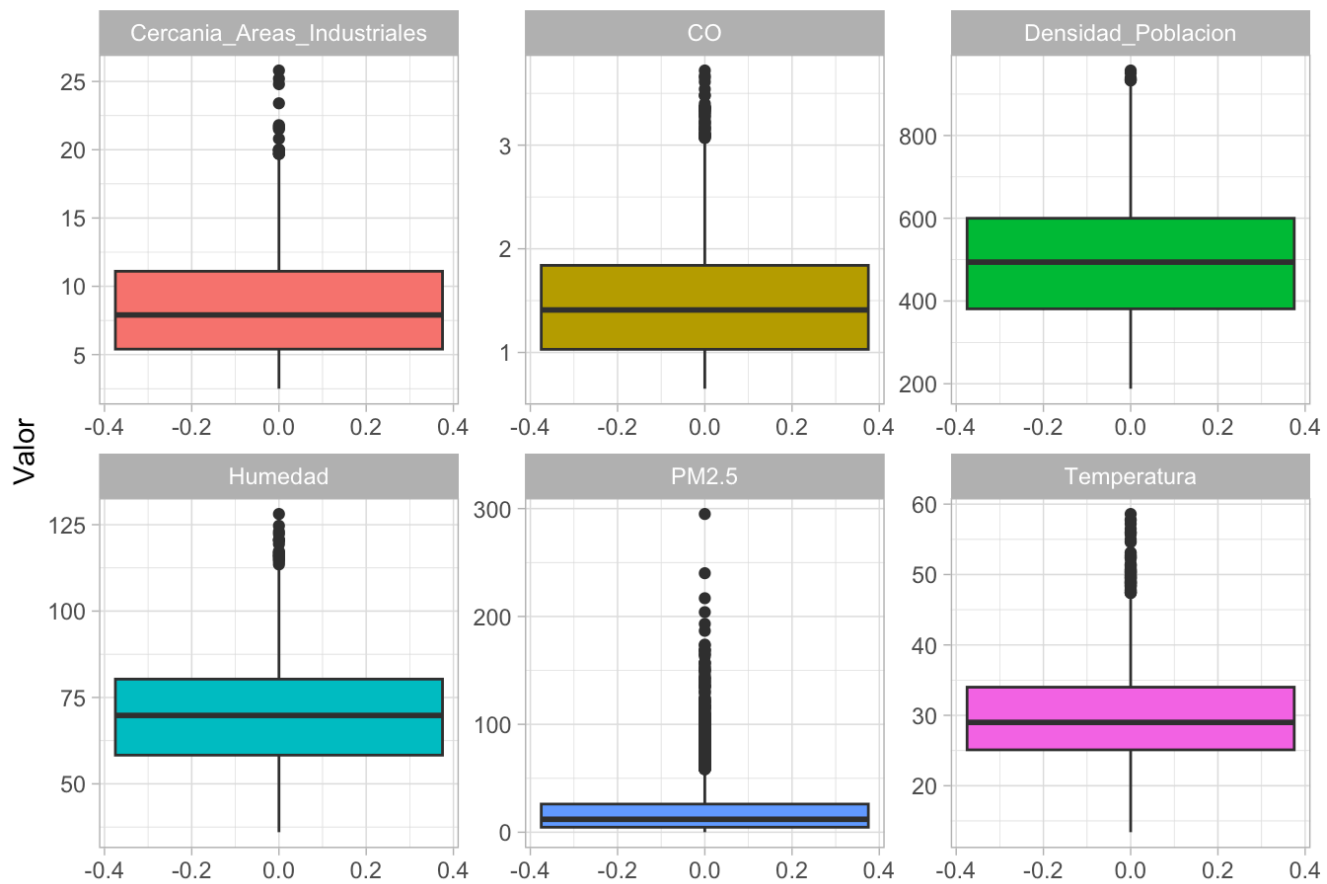 Cercania_Areas_Industriales
CO
Densidad_Poblacion
25
20
15
10
5
3
2
1
800
600
400
200
-0.4 -0.2 0.0 0.2 0.4
-0.4 -0.2 0.0 0.2 0.4
-0.4 -0.2 0.0 0.2 0.4
Valor
Humedad
PM2.5
Temperatura
125
100
75
50
300
200
100
0
60
50
40
30
20
-0.4 -0.2 0.0 0.2 0.4
-0.4 -0.2 0.0 0.2 0.4
-0.4 -0.2 0.0 0.2 0.4